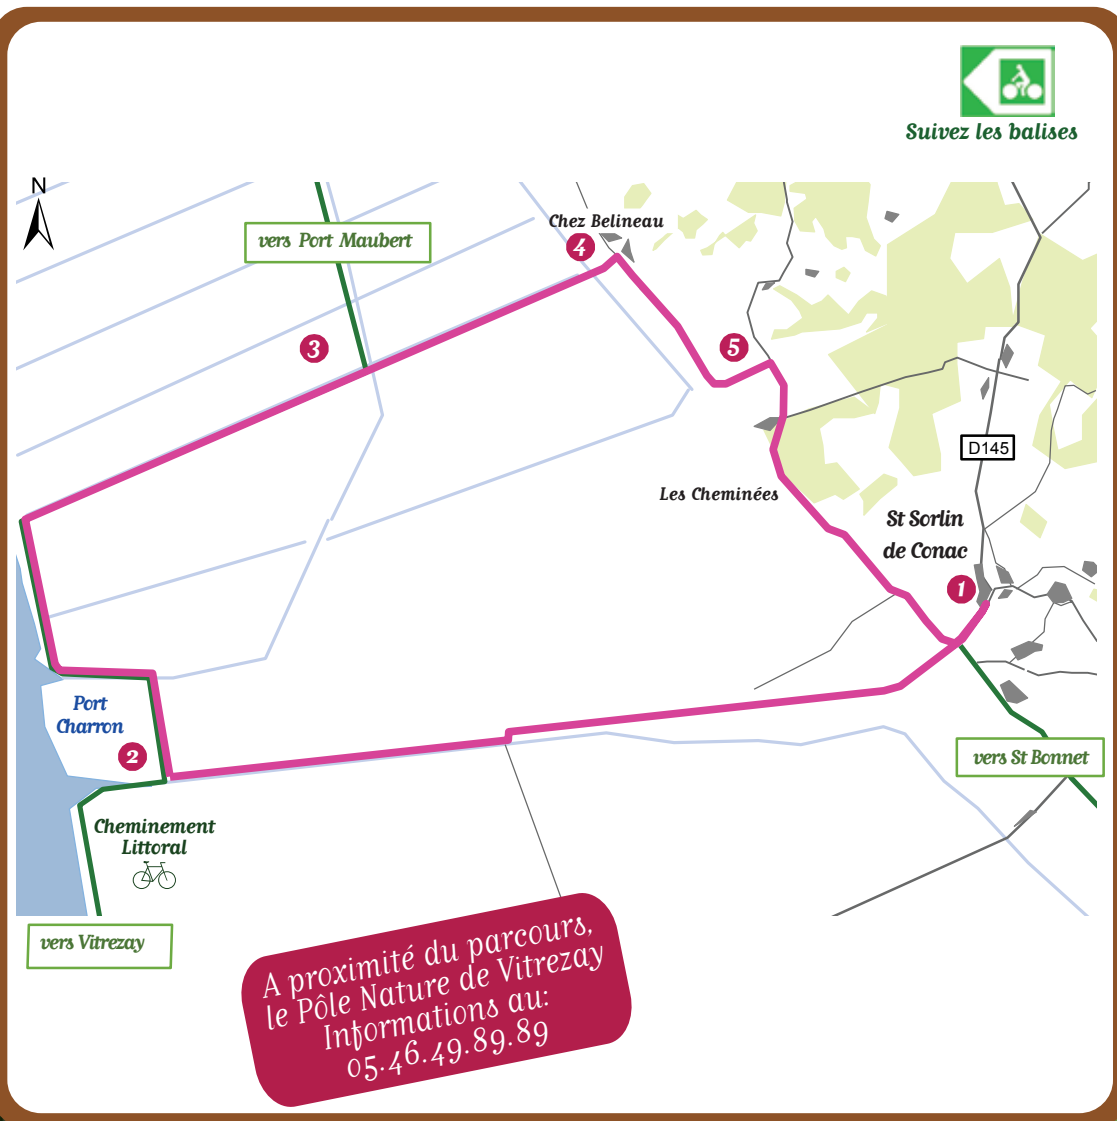 Suivez les balises
N
vers Port Maubert
Chez Belineau
4
3
5
D145
Les Cheminées
St Sorlin
de Conac
1
Port
Charron
2
vers St Bonnet
Cheminement
Littoral
vers Vitrezay
A proximité du parcours,
le Pôle Nature de Vitrezay
Informations au:
05.46.49.89.89